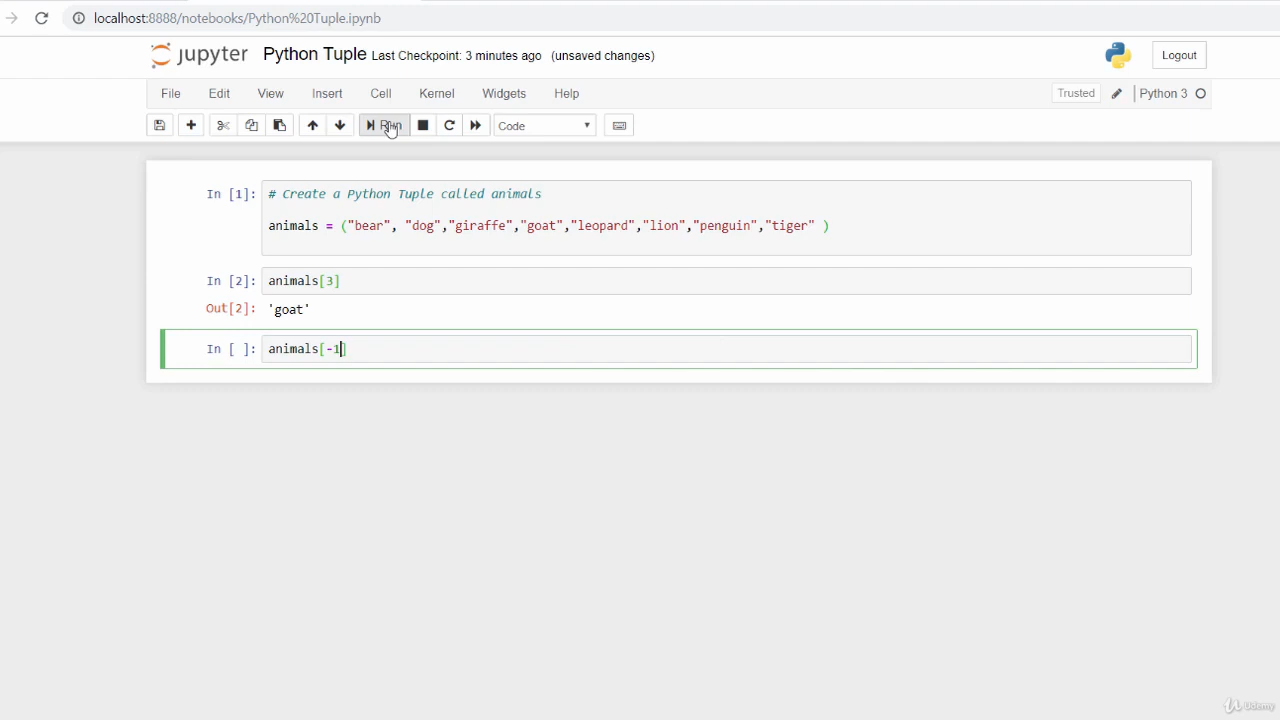 localhost:8888/notebooks/Python%20Tuple.ipynb
jupyter Python Tuple Last Checkpoint: 3 minutes ago (unsaved changes) Logout
File Edit View Insert Cell Kernel Widgets Help Trusted Python 3
Run Code
In [1]: # Create a Python Tuple called animals
animals = ("bear", "dog","giraffe","goat","leopard","lion","penguin","tiger" )
In [2]: animals[3]
Out[2]: 'goat'
In [ ]: animals[-1]
Udemy